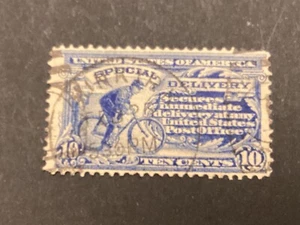 UNITED STATES OF AMERICA
SPECIAL DELIVERY
Secures
immediate
delivery at any
United States
Post Office
10 TEN CENTS 10